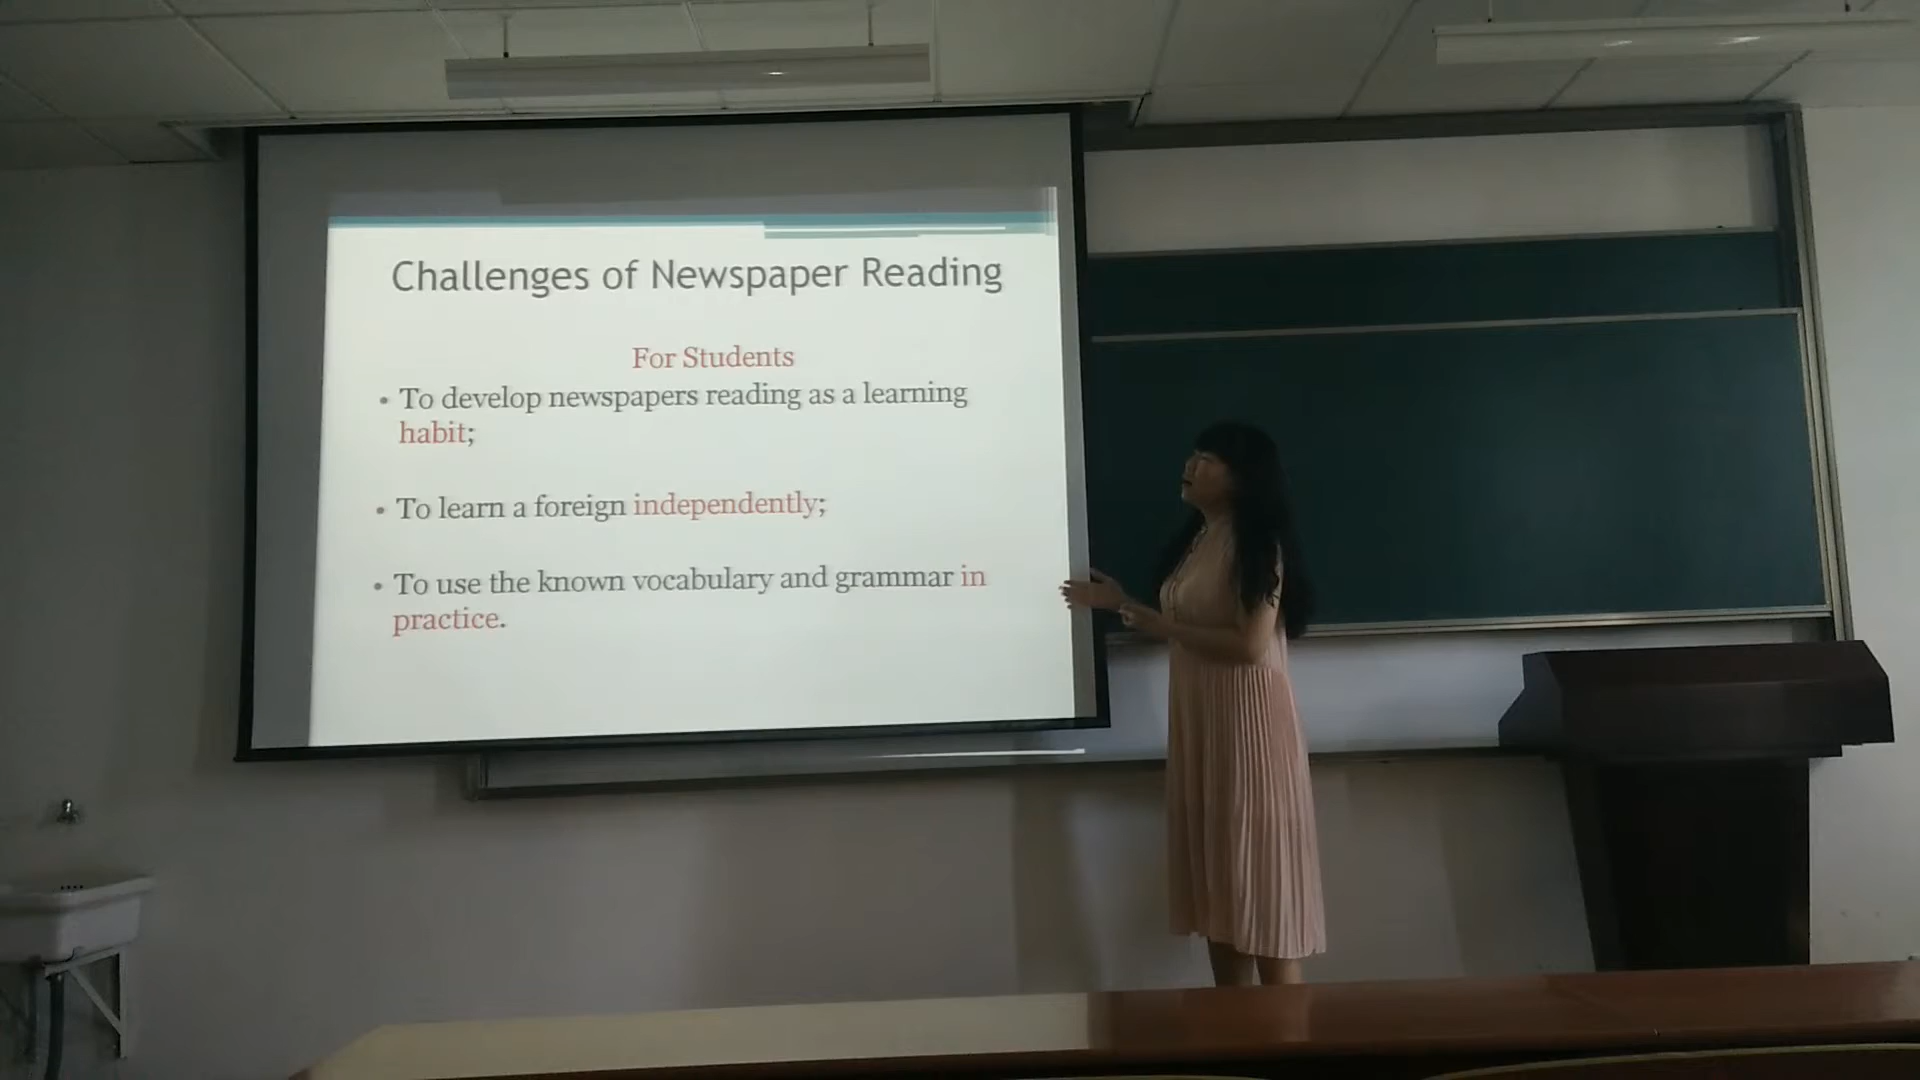 Challenges of Newspaper Reading
For Students
• To develop newspapers reading as a learning
habit;
• To learn a foreign independently;
• To use the known vocabulary and grammar in
practice.